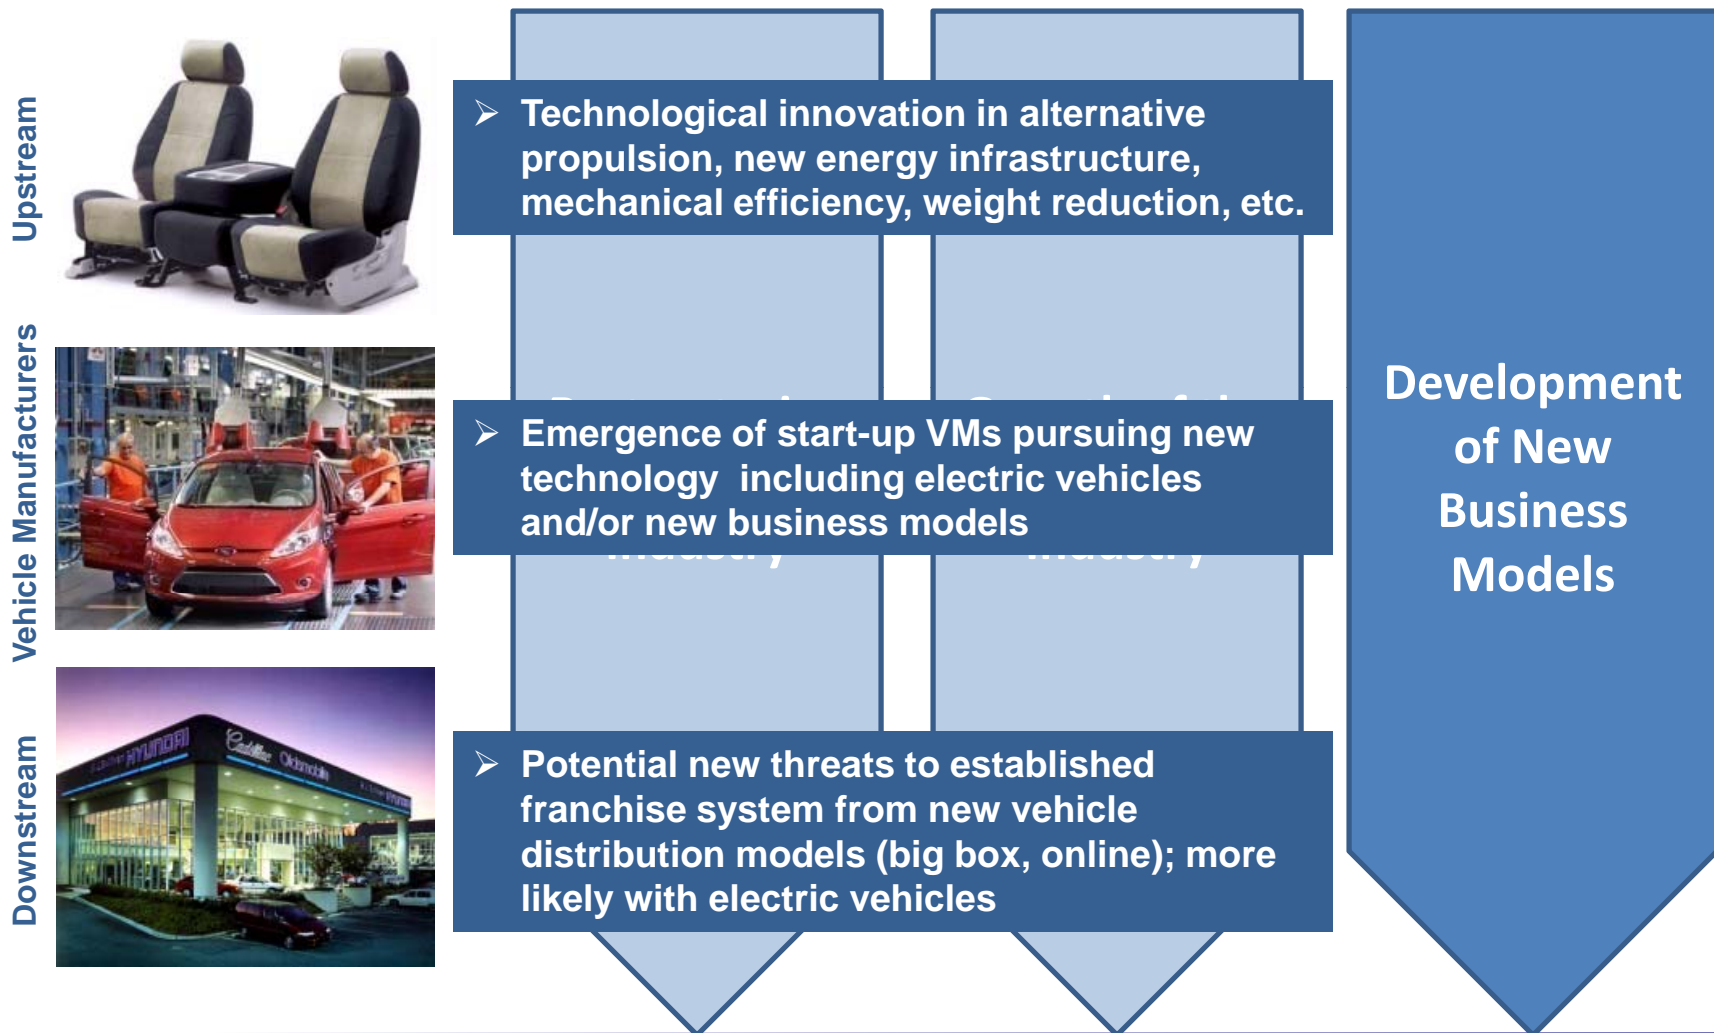 Upstream
➢ Technological innovation in alternative
propulsion, new energy infrastructure,
mechanical efficiency, weight reduction, etc.
Vehicle Manufacturers
➢ Emergence of start-up VMs pursuing new
technology including electric vehicles
and/or new business models
Downstream
HYUNDAI
Cadillac
Oldsmobile
➢ Potential new threats to established
franchise system from new vehicle
distribution models (big box, online); more
likely with electric vehicles
Development
of New
Business
Models